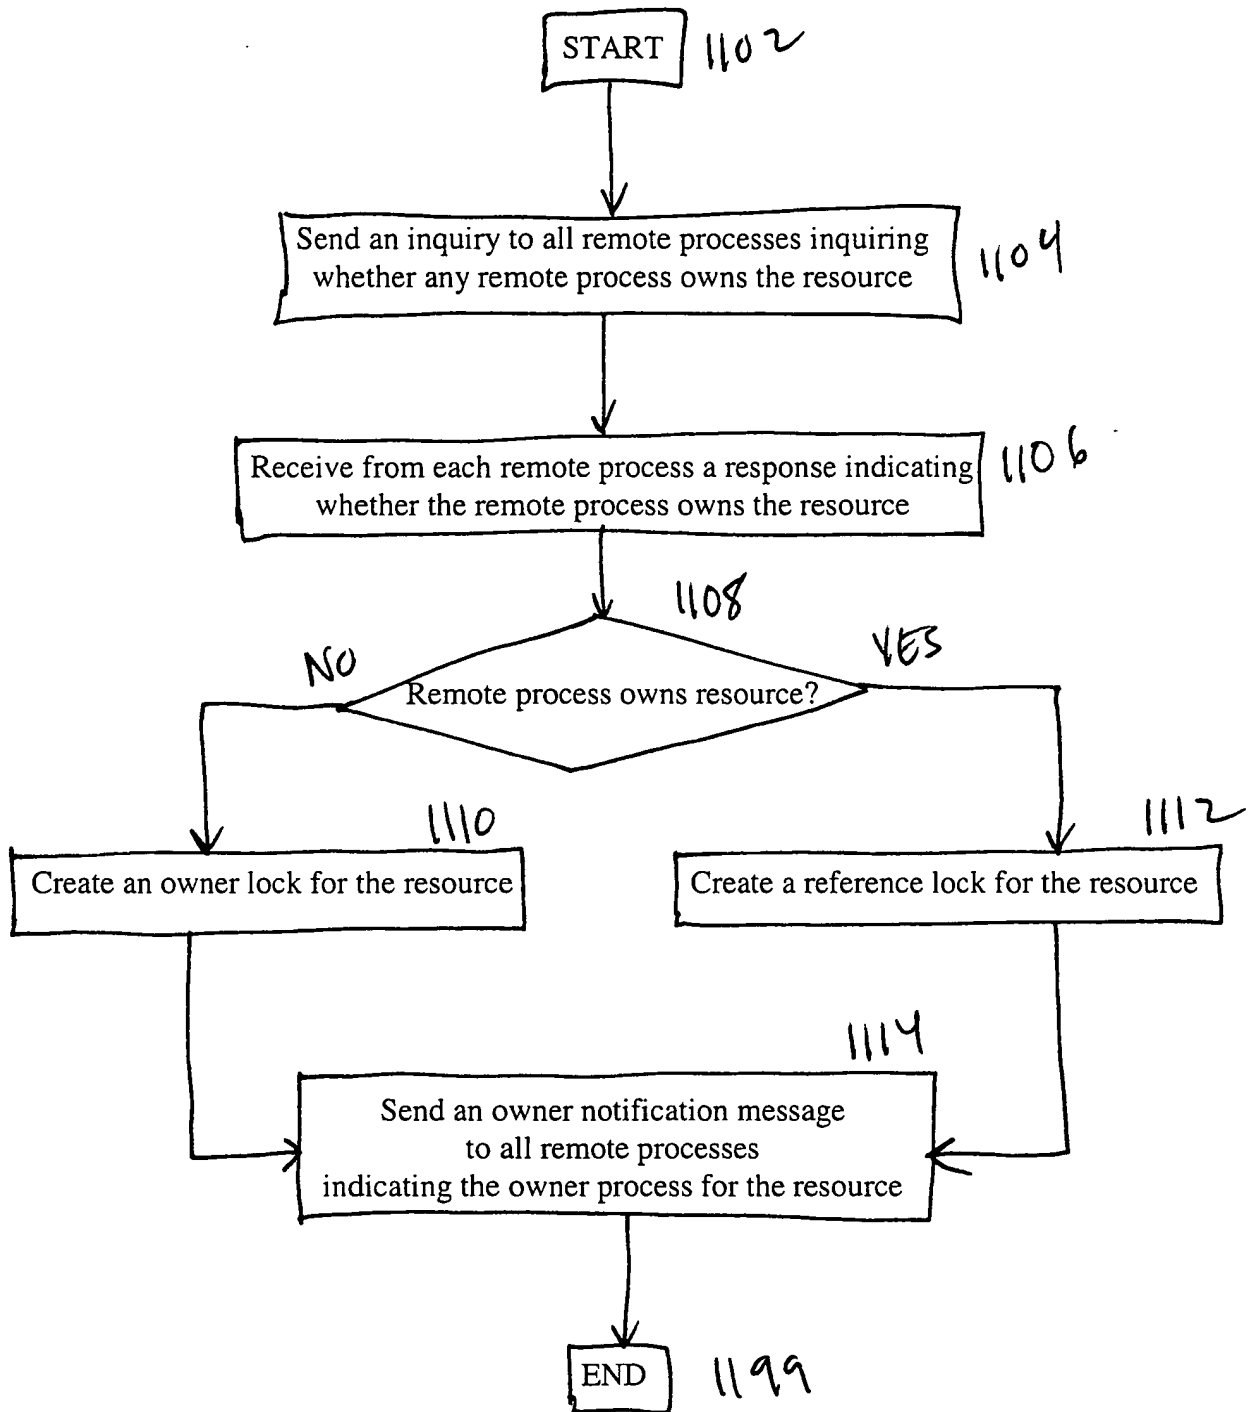 START 1102
Send an inquiry to all remote processes inquiring
whether any remote process owns the resource
1104
Receive from each remote process a response indicating
whether the remote process owns the resource
1106
1108
NO
YES
Remote process owns resource?
1110
1112
Create an owner lock for the resource
Create a reference lock for the resource
1114
Send an owner notification message
to all remote processes
indicating the owner process for the resource
END 1199